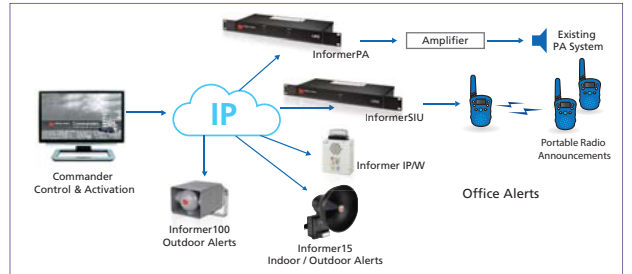 InformerPA
Amplifier
Existing
PA System
IP
InformerSIU
Commander
Control & Activation
Informer IP/W
Portable Radio
Announcements
Office Alerts
Informer100
Outdoor Alerts
Informer15
Indoor / Outdoor Alerts